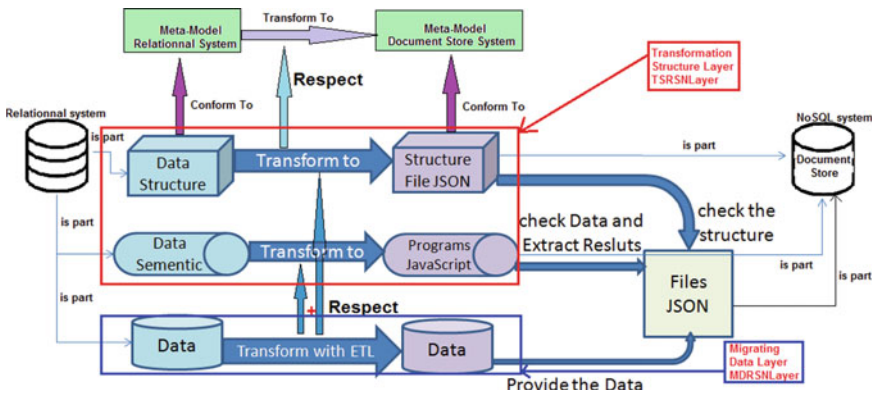 Meta-Model
Relationnal System
Transform To
Meta-Model
Document Store System
Transformation
Structure Layer
TSRSNLayer
Respect
Conform To
Conform To
Relationnal system
NoSQL system
is part
Data
Structure
Transform to
Structure
File JSON
is part
Document
Store
is part
check Data and
Extract Resluts
check the
structure
Data
Sementic
Transform to
Programs
JavaScript
is part
is part
Files
JSON
is part
+
Respect
Data
Transform with ETL
Data
Migrating
Data Layer
MDRSNLayer
Provide the Data